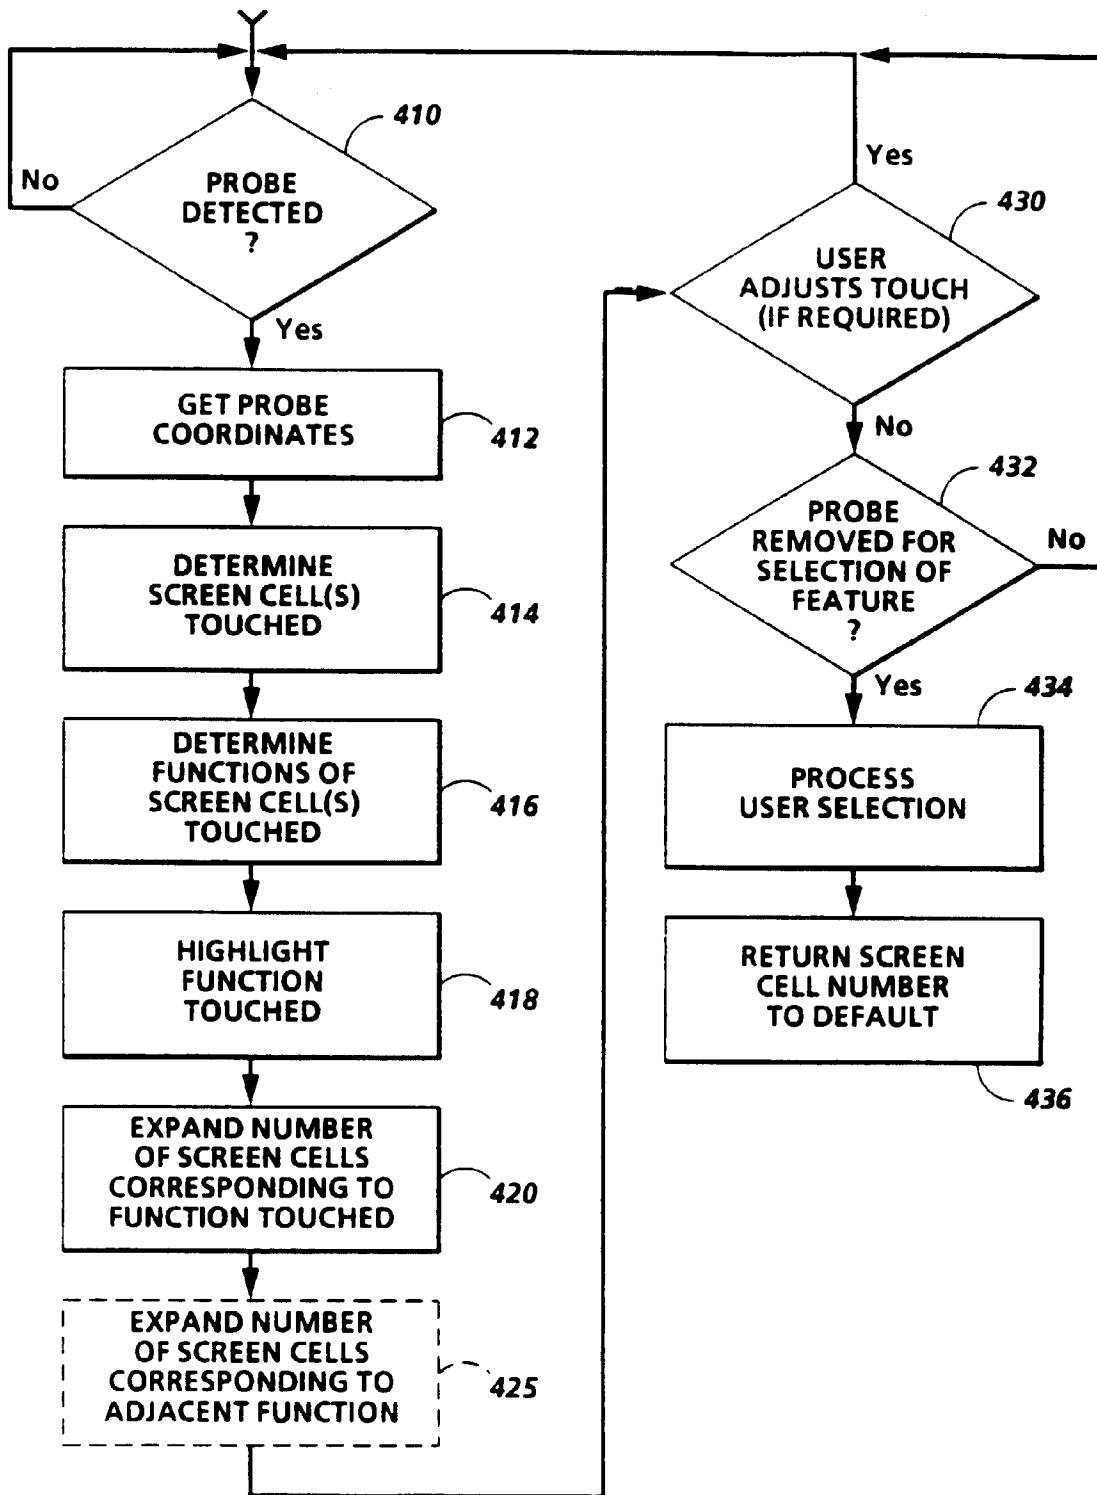 410
No
PROBE
DETECTED
?
Yes
GET PROBE
COORDINATES
412
DETERMINE
SCREEN CELL(S)
TOUCHED
414
DETERMINE
FUNCTIONS OF
SCREEN CELL(S)
TOUCHED
416
HIGHLIGHT
FUNCTION
TOUCHED
418
EXPAND NUMBER
OF SCREEN CELLS
CORRESPONDING TO
FUNCTION TOUCHED
420
EXPAND NUMBER
OF SCREEN CELLS
CORRESPONDING TO
ADJACENT FUNCTION
425
Yes
430
USER
ADJUSTS TOUCH
(IF REQUIRED)
No
432
PROBE
REMOVED FOR
SELECTION OF
FEATURE
?
No
Yes
434
PROCESS
USER SELECTION
RETURN SCREEN
CELL NUMBER
TO DEFAULT
436